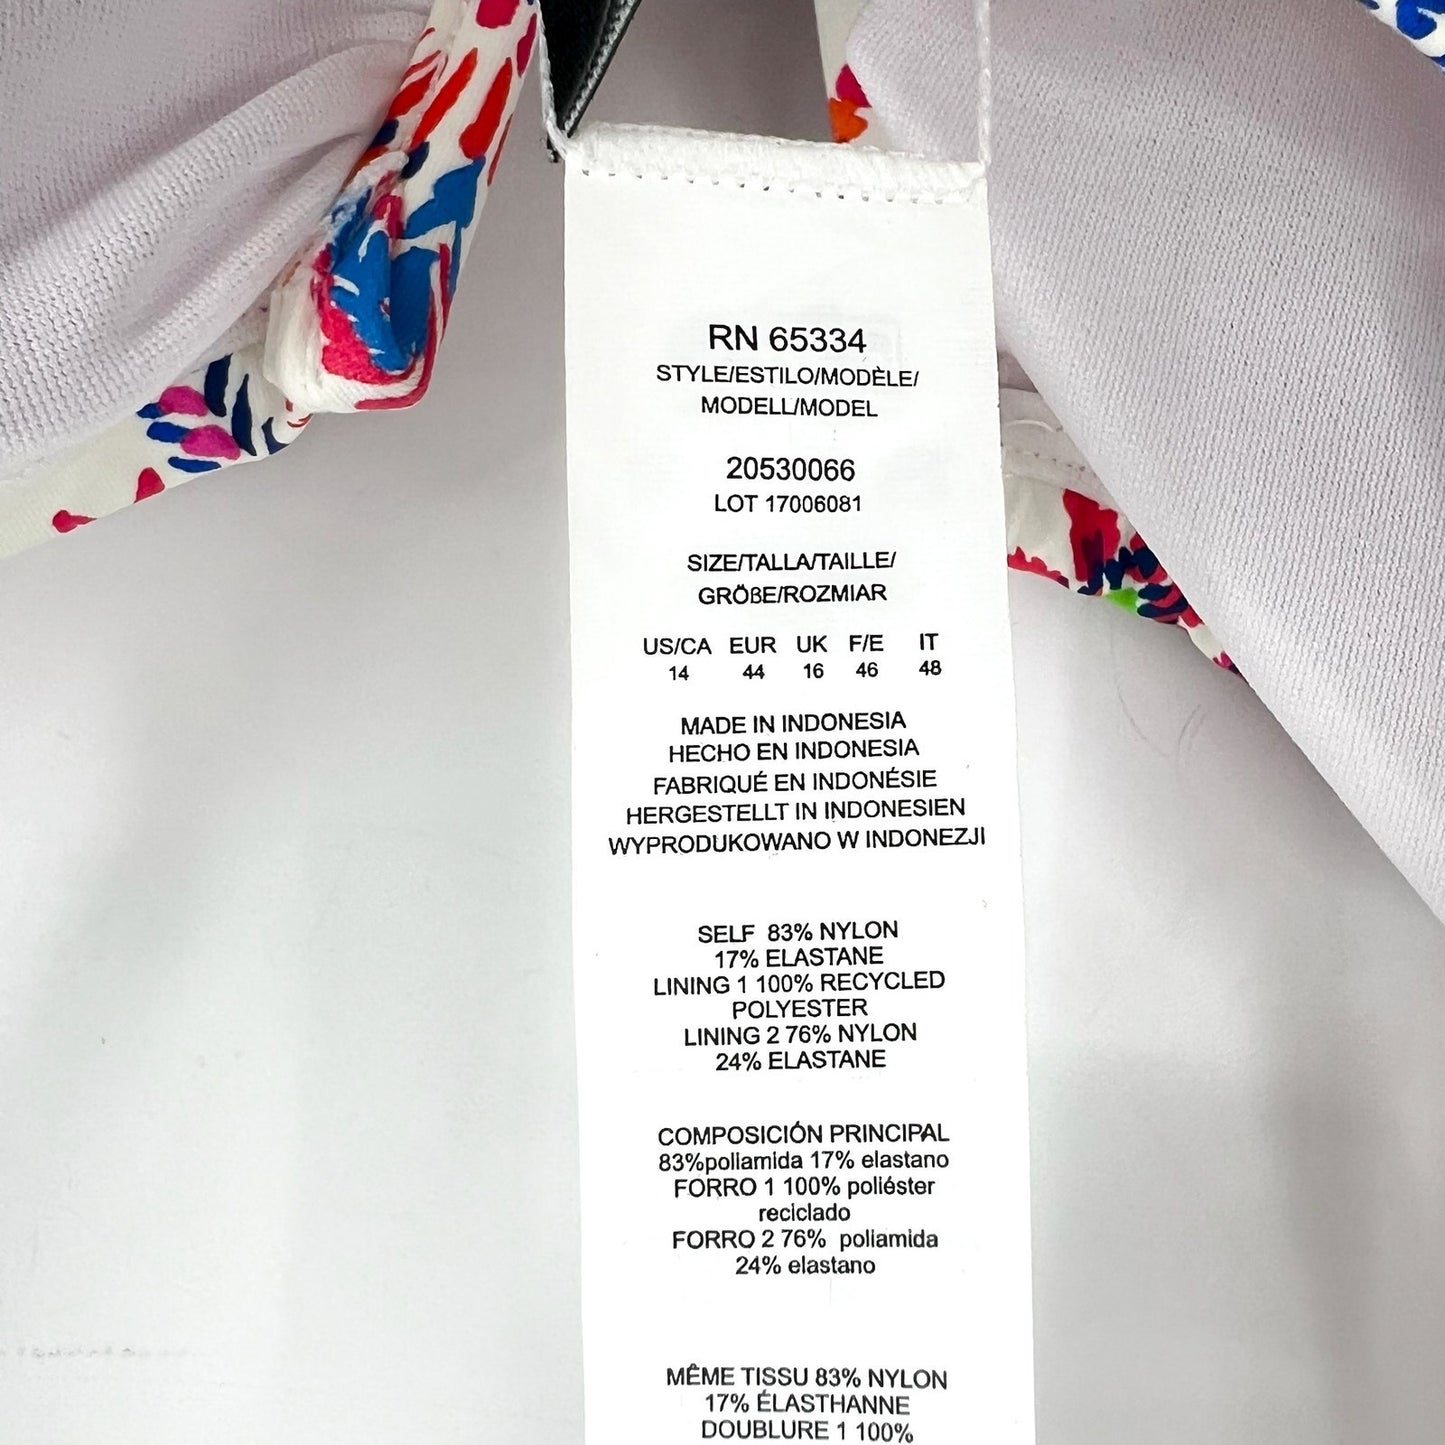 RN 65334
STYLE/ESTILO/MODÈLE/
MODELL/MODEL
20530066
LOT 17006081
SIZE/TALLA/TAILLE/
GRÖßE/ROZMIAR
US/CA EUR UK F/E IT
14 44 16 46 48
MADE IN INDONESIA
HECHO EN INDONESIA
FABRIQUÉ EN INDONÉSIE
HERGESTELLT IN INDONESIEN
WYPRODUKOWANO W INDONEZJI
SELF 83% NYLON
17% ELASTANE
LINING 1 100% RECYCLED
POLYESTER
LINING 2 76% NYLON
24% ELASTANE
COMPOSICIÓN PRINCIPAL
83%poliamida 17% elastano
FORRO 1 100% poliéster
reciclado
FORRO 2 76% poliamida
24% elastano
MÊME TISSU 83% NYLON
17% ÉLASTHANNE
DOUBLURE 1 100%